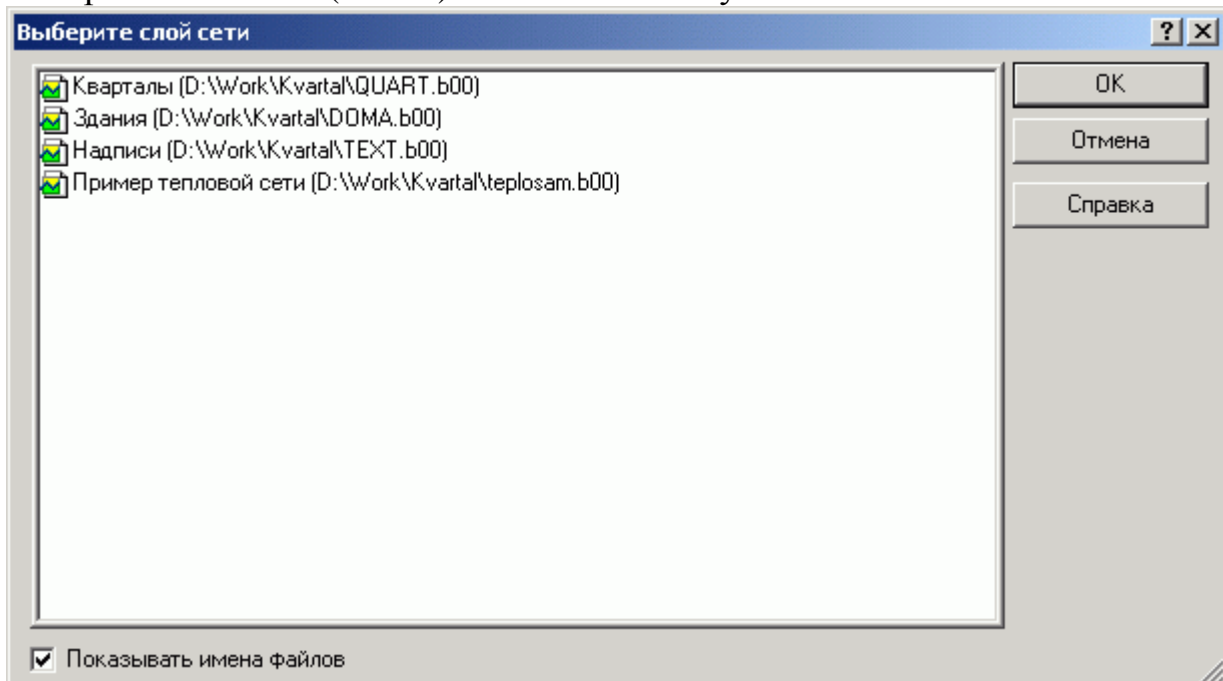 Выберите слой сети
Кварталы (D:\Work\Kvartal\QUART.b00)
Здания (D:\Work\Kvartal\DOMA.b00)
Надписи (D:\Work\Kvartal\TEXT.b00)
Пример тепловой сети (D:\Work\Kvartal\teplosam.b00)
OK
Отмена
Справка
Показывать имена файлов